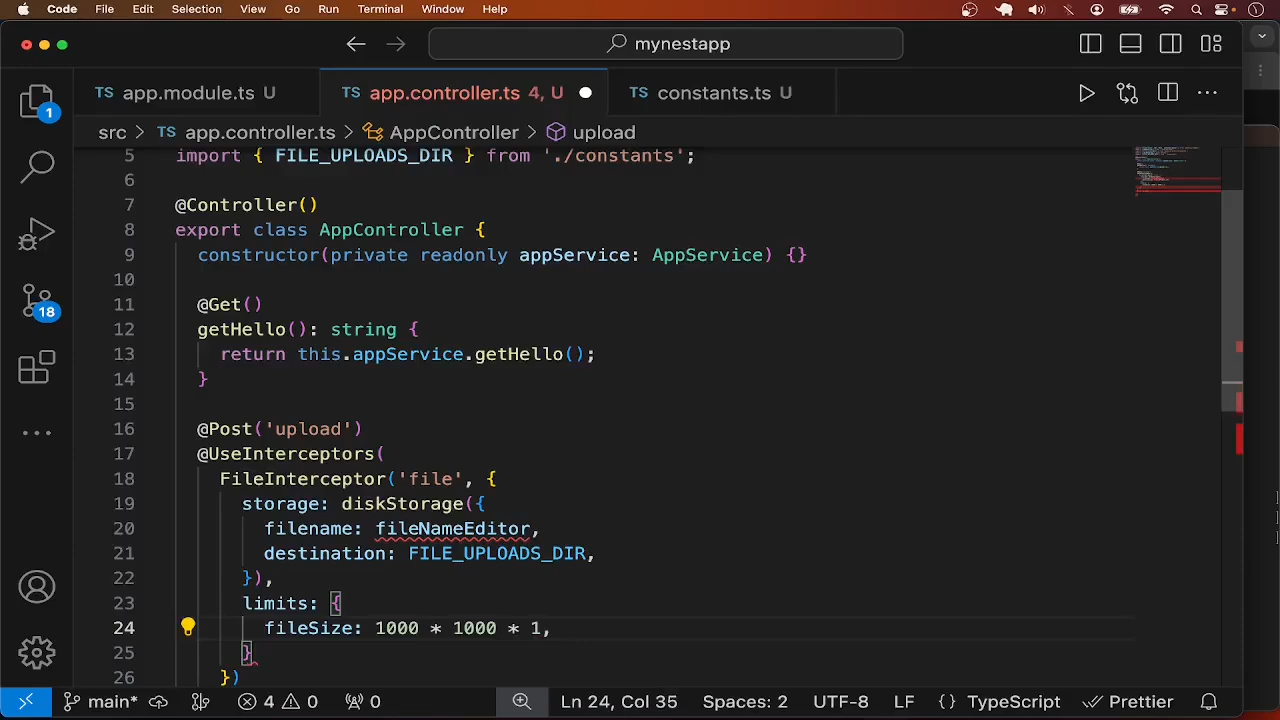 Code File Edit Selection View Go Run Terminal Window Help
mynestapp
TS app.module.ts U TS app.controller.ts 4, U TS constants.ts U
src > TS app.controller.ts > AppController > upload
5 import { FILE_UPLOADS_DIR } from './constants';
6
7 @Controller()
8 export class AppController {
9 constructor(private readonly appService: AppService) {}
10
11 @Get()
12 getHello(): string {
13 return this.appService.getHello();
14 }
15
16 @Post('upload')
17 @UseInterceptors(
18 FileInterceptor('file', {
19 storage: diskStorage({
20 filename: fileNameEditor,
21 destination: FILE_UPLOADS_DIR,
22 }),
23 limits: {
24 fileSize: 1000 * 1000 * 1,
25 }
26 })
1
18
main* 4 0 0 Ln 24, Col 35 Spaces: 2 UTF-8 LF {} TypeScript Prettier